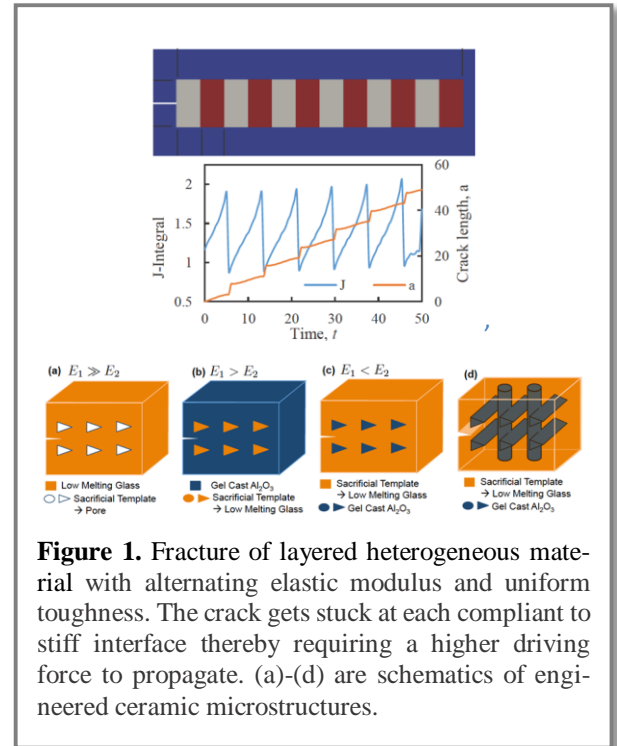 60
2
40
1.5
20
1
0.5
0
J-Integral
Crack length, a
J
a
0 10 20 30 40 50
Time, t
,
(a) E₁ ≫ E₂
(b) E₁ > E₂
(c) E₁ < E₂
(d)
Low Melting Glass
Sacrificial Template
→ Pore
Gel Cast Al₂O₃
Sacrificial Template
→ Low Melting Glass
Sacrificial Template
→ Low Melting Glass
Gel Cast Al₂O₃
Sacrificial Template
→ Low Melting Glass
Gel Cast Al₂O₃
Figure 1. Fracture of layered heterogeneous mate-
rial with alternating elastic modulus and uniform
toughness. The crack gets stuck at each compliant to
stiff interface thereby requiring a higher driving
force to propagate. (a)-(d) are schematics of engi-
neered ceramic microstructures.